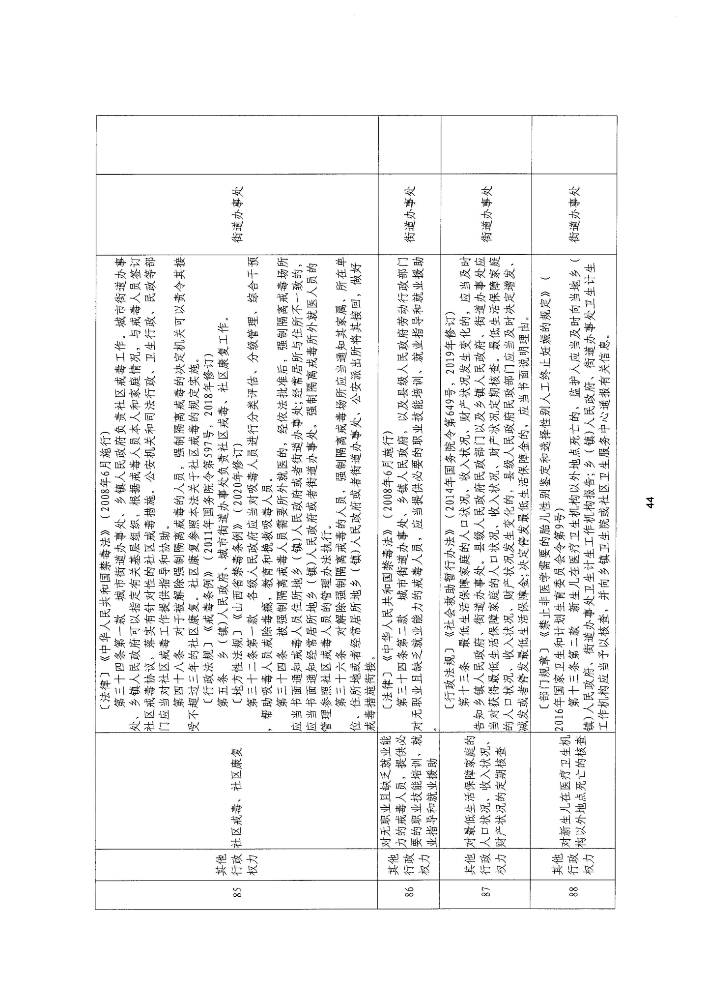 85
其他
行政
权力
社区戒毒、社区康复
〔法律〕《中华人民共和国禁毒法》(2008年6月施行)
第三十四条第一款 城市街道办事处、乡镇人民政府负责社区戒毒工作。城市街道办事
处、乡镇人民政府可以指定有关基层组织,根据戒毒人员本人和家庭情况,与戒毒人员签订
社区戒毒协议,落实有针对性的社区戒毒措施。公安机关和司法行政、卫生行政、民政等部
门应当对社区戒毒工作提供指导和协助。
第四十八条 对于被解除强制隔离戒毒的人员,强制隔离戒毒的决定机关可以责令其接
受不超过三年的社区康复。社区康复参照本法关于社区戒毒的规定实施。
〔行政法规〕《戒毒条例》(2011年国务院令第597号,2018年修订)
第五条 乡(镇)人民政府、城市街道办事处负责社区戒毒、社区康复工作。
〔地方性法规〕《山西省禁毒条例》(2020年修订)
第三十二条第一款 各级人民政府应当对吸毒人员进行分类评估、分级管理、综合干预
,帮助吸毒人员戒除毒瘾,教育和挽救吸毒人员。
第三十四条 被强制隔离戒毒人员需要所外就医的,经依法批准后,强制隔离戒毒场所
应当书面通知戒毒人员住所地乡(镇)人民政府或者街道办事处;经常居所与住所不一致的,
应当书面通知经常居所地乡(镇)人民政府或者街道办事处。强制隔离戒毒所外就医人员的
管理参照社区戒毒人员的管理办法执行。
第三十六条 对解除强制隔离戒毒的人员,强制隔离戒毒场所应当通知其家属、所在单
位、住所地或者经常居所地乡(镇)人民政府或者街道办事处、公安派出所将其接回,做好
戒毒措施衔接。
街道办事处
86
其他
行政
权力
对无职业且缺乏就业能
力的戒毒人员,提供必
要的职业技能培训、就
业指导和就业援助
〔法律〕《中华人民共和国禁毒法》(2008年6月施行)
第三十四条第二款 城市街道办事处、乡镇人民政府,以及县级人民政府劳动行政部门
对无职业且缺乏就业能力的戒毒人员,应当提供必要的职业技能培训、就业指导和就业援助
。
街道办事处
87
其他
行政
权力
对最低生活保障家庭的
人口状况、收入状况、
财产状况的定期核查
〔行政法规〕《社会救助暂行办法》(2014年国务院令第649号,2019年修订)
第十三条 最低生活保障家庭的人口状况、收入状况、财产状况发生变化的,应当及时
告知乡镇人民政府、街道办事处。县级人民政府民政部门以及乡镇人民政府、街道办事处应
当对获得最低生活保障家庭的人口状况、收入状况、财产状况定期核查。最低生活保障家庭
的人口状况、收入状况、财产状况发生变化的,县级人民政府民政部门应当及时决定增发、
减发或者停发最低生活保障金;决定停发最低生活保障金的,应当书面说明理由。
街道办事处
88
其他
行政
权力
对新生儿在医疗卫生机
构以外地点死亡的核查
〔部门规章〕《禁止非医学需要的胎儿性别鉴定和选择性别人工终止妊娠的规定》(
2016年国家卫生和计划生育委员会令第9号)
第十三条第二款 新生儿在医疗卫生机构以外地点死亡的,监护人应当及时向当地乡(
镇)人民政府、街道办事处卫生计生工作机构报告;乡(镇)人民政府、街道办事处卫生计生
工作机构应当予以核查,并向乡镇卫生院或社区卫生服务中心通报有关信息。
街道办事处
44